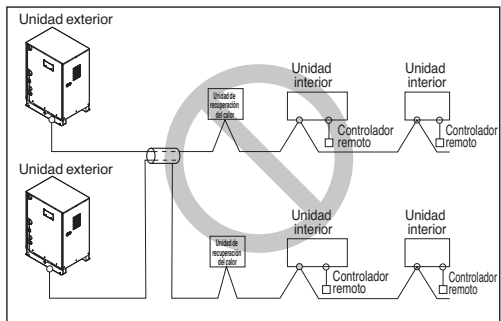 Unidad exterior
Unidad de
recuperación
del calor
Unidad
interior
Controlador
remoto
Unidad
interior
Controlador
remoto
Unidad exterior
Unidad de
recuperación
del calor
Unidad
interior
Controlador
remoto
Unidad
interior
Controlador
remoto